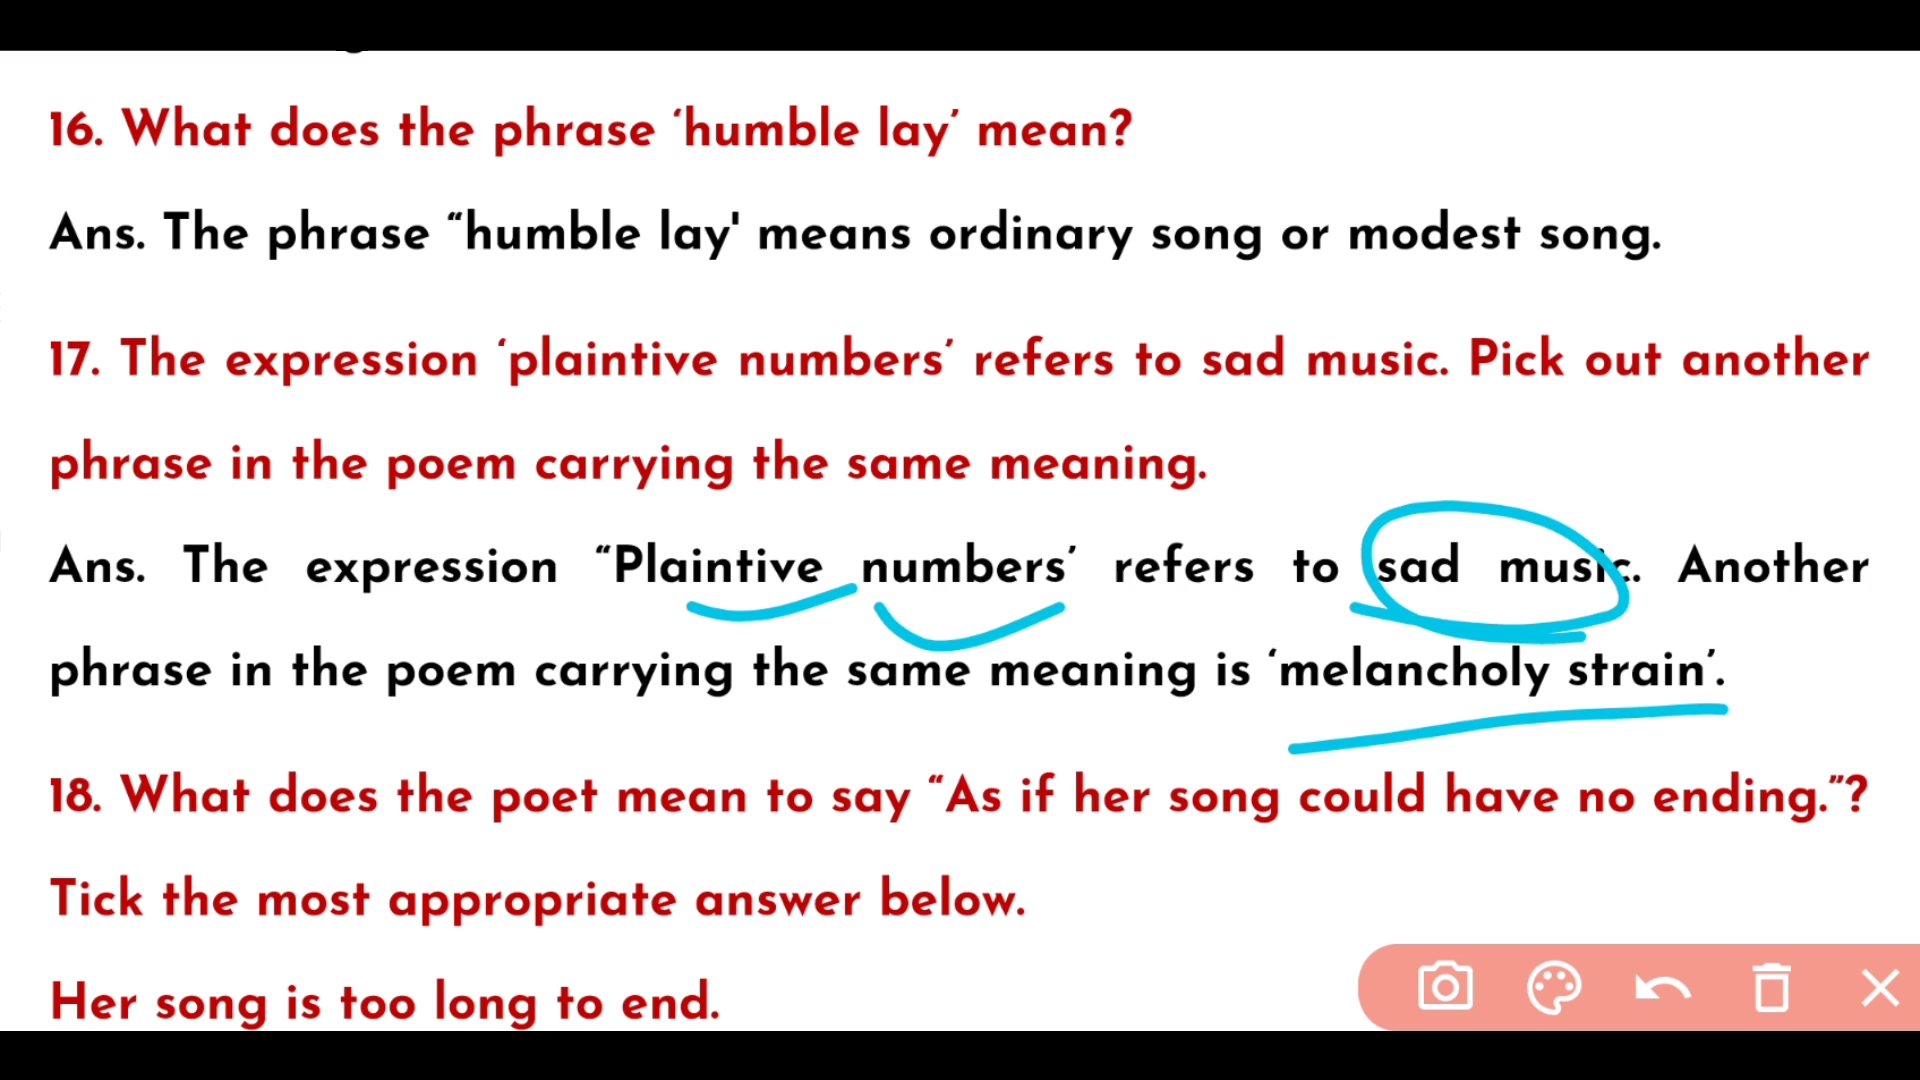 16. What does the phrase ‘humble lay’ mean?
Ans. The phrase “humble lay' means ordinary song or modest song.
17. The expression ‘plaintive numbers’ refers to sad music. Pick out another
phrase in the poem carrying the same meaning.
Ans. The expression “Plaintive numbers’ refers to sad music. Another
phrase in the poem carrying the same meaning is ‘melancholy strain’.
18. What does the poet mean to say “As if her song could have no ending.”?
Tick the most appropriate answer below.
Her song is too long to end.